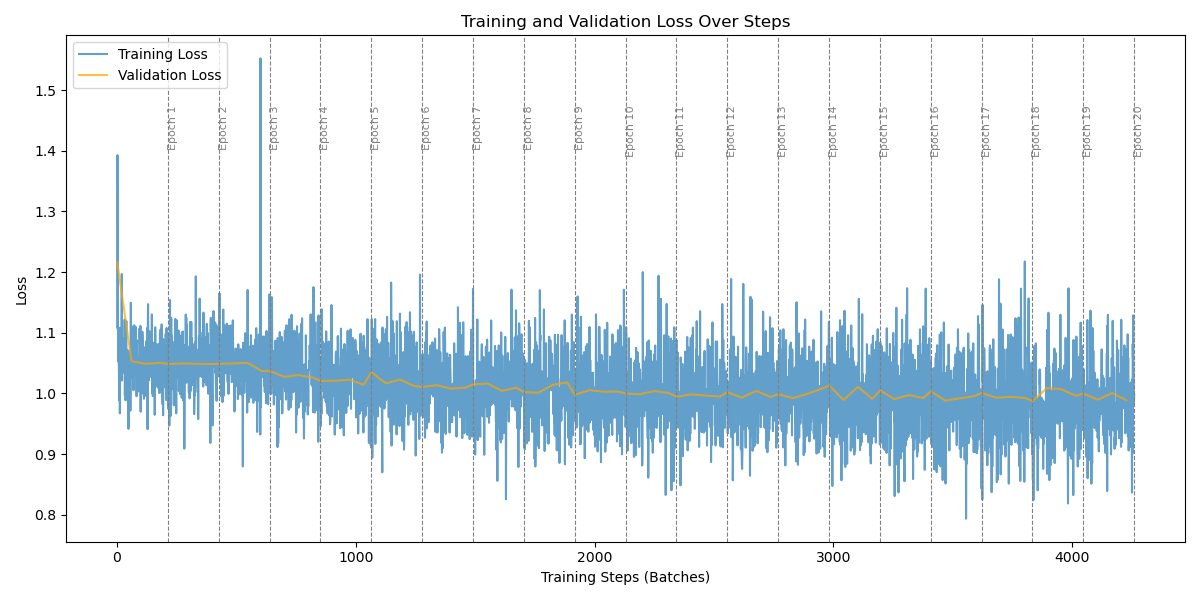 Training and Validation Loss Over Steps
Training Loss
Validation Loss
Loss
1.5
1.4
1.3
1.2
1.1
1.0
0.9
0.8
Epoch 1
Epoch 2
Epoch 3
Epoch 4
Epoch 5
Epoch 6
Epoch 7
Epoch 8
Epoch 9
Epoch 10
Epoch 11
Epoch 12
Epoch 13
Epoch 14
Epoch 15
Epoch 16
Epoch 17
Epoch 18
Epoch 19
Epoch 20
0
1000
2000
3000
4000
Training Steps (Batches)